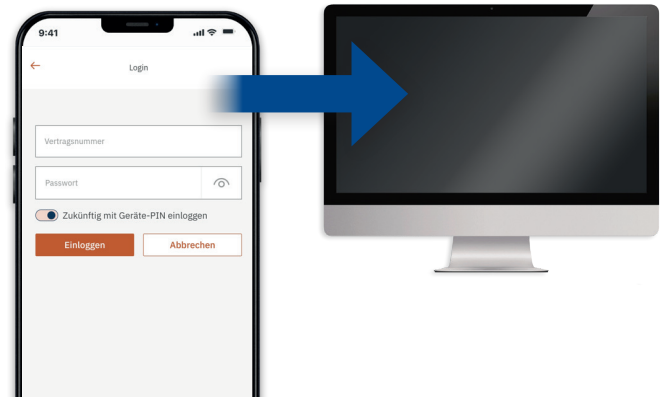 9:41
Login
Vertragsnummer
Passwort
Zukünftig mit Geräte-PIN einloggen
Einloggen
Abbrechen